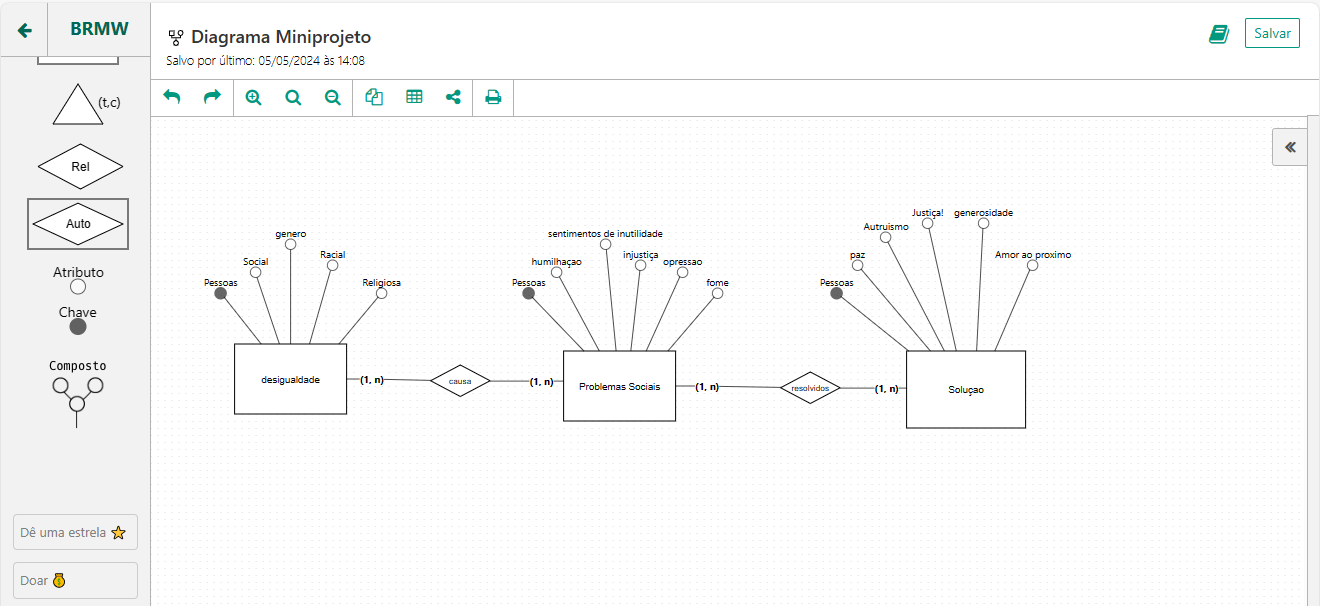 BRMW
Diagrama Miniprojeto
Salvo por último: 05/05/2024 às 14:08
Salvar
(t,c)
Rel
Auto
Atributo
Chave
Composto
Dê uma estrela
Doar
Pessoas
Social
genero
Racial
Religiosa
desigualdade
(1, n)
causa
(1, n)
Pessoas
humilhaçao
sentimentos de inutilidade
injustiça
opressao
fome
Problemas Sociais
(1, n)
resolvidos
(1, n)
Pessoas
paz
Autruismo
Justiça!
generosidade
Amor ao proximo
Soluçao